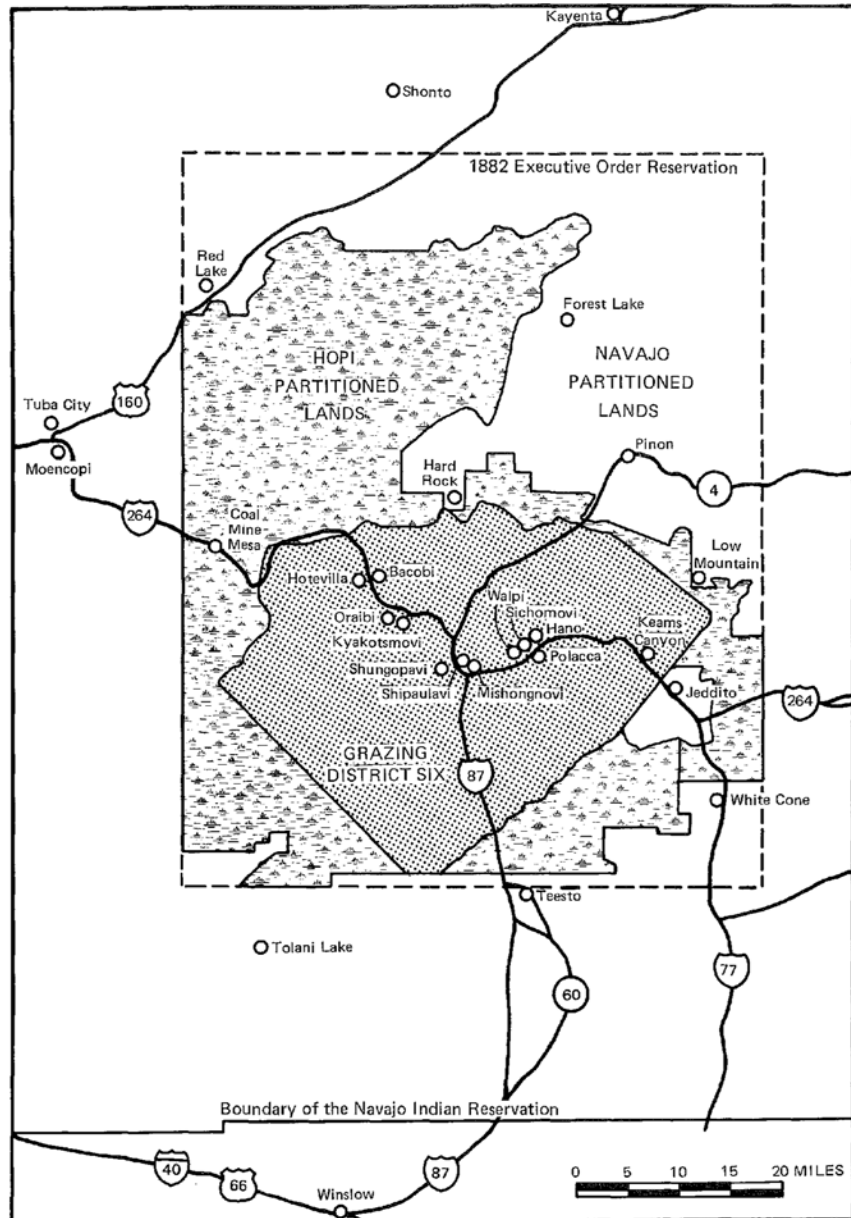 Kayenta
Shonto
1882 Executive Order Reservation
Red
Lake
Forest Lake
HOPI
PARTITIONED
LANDS
NAVAJO
PARTITIONED
LANDS
160
Tuba City
Moencopi
Pinon
4
Hard
Rock
264
Coal
Mine
Mesa
Low
Mountain
Hotevilla
Bacobi
Walpi
Sichomovi
Hano
Keams
Canyon
Oraibi
Kyakotsmovi
Polacca
Shungopavi
Shipaulavi
Mishongnovi
Jeddito
264
GRAZING
DISTRICT SIX
87
White Cone
Teesto
Tolani Lake
77
60
Boundary of the Navajo Indian Reservation
40
66
87
Winslow
0 5 10 15 20 MILES